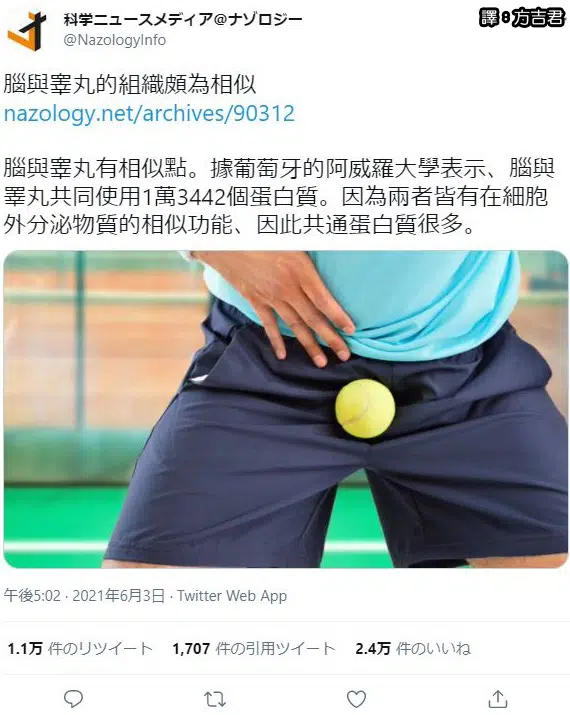 科学ニュースメディア@ナゾロジー
@NazologyInfo
譯：方吉君
腦與睾丸的組織頗為相似
nazology.net/archives/90312
腦與睾丸有相似點。據葡萄牙的阿威羅大學表示、腦與
睪丸共同使用1萬3442個蛋白質。因為兩者皆有在細胞
外分泌物質的相似功能、因此共通蛋白質很多。
午後5:02 · 2021年6月3日 · Twitter Web App
1.1万 件のリツイート 1,707 件の引用ツイート 2.4万 件のいいね